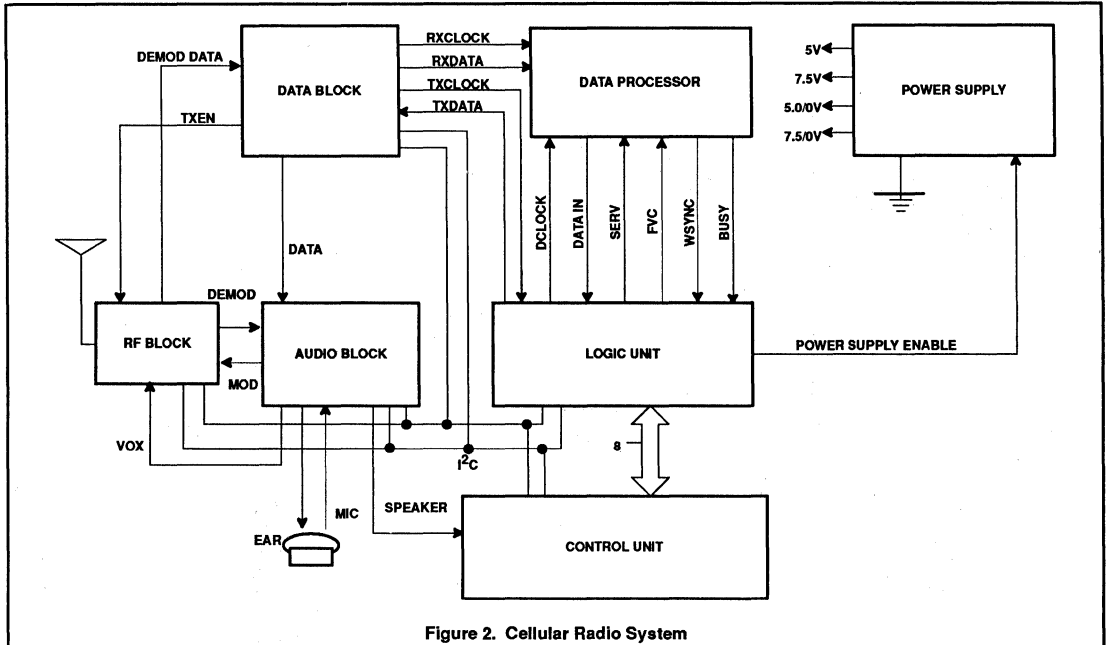 RXCLOCK
DEMOD DATA
RXDATA
DATA BLOCK
TXCLOCK
TXDATA
TXEN
DATA PROCESSOR
5V
7.5V
5.0/0V
7.5/0V
POWER SUPPLY
DCLOCK
DATA IN
SERV
FVC
WSYNC
BUSY
DATA
DEMOD
RF BLOCK
AUDIO BLOCK
MOD
LOGIC UNIT
POWER SUPPLY ENABLE
VOX
I2C
8
MIC
SPEAKER
EAR
CONTROL UNIT
Figure 2. Cellular Radio System